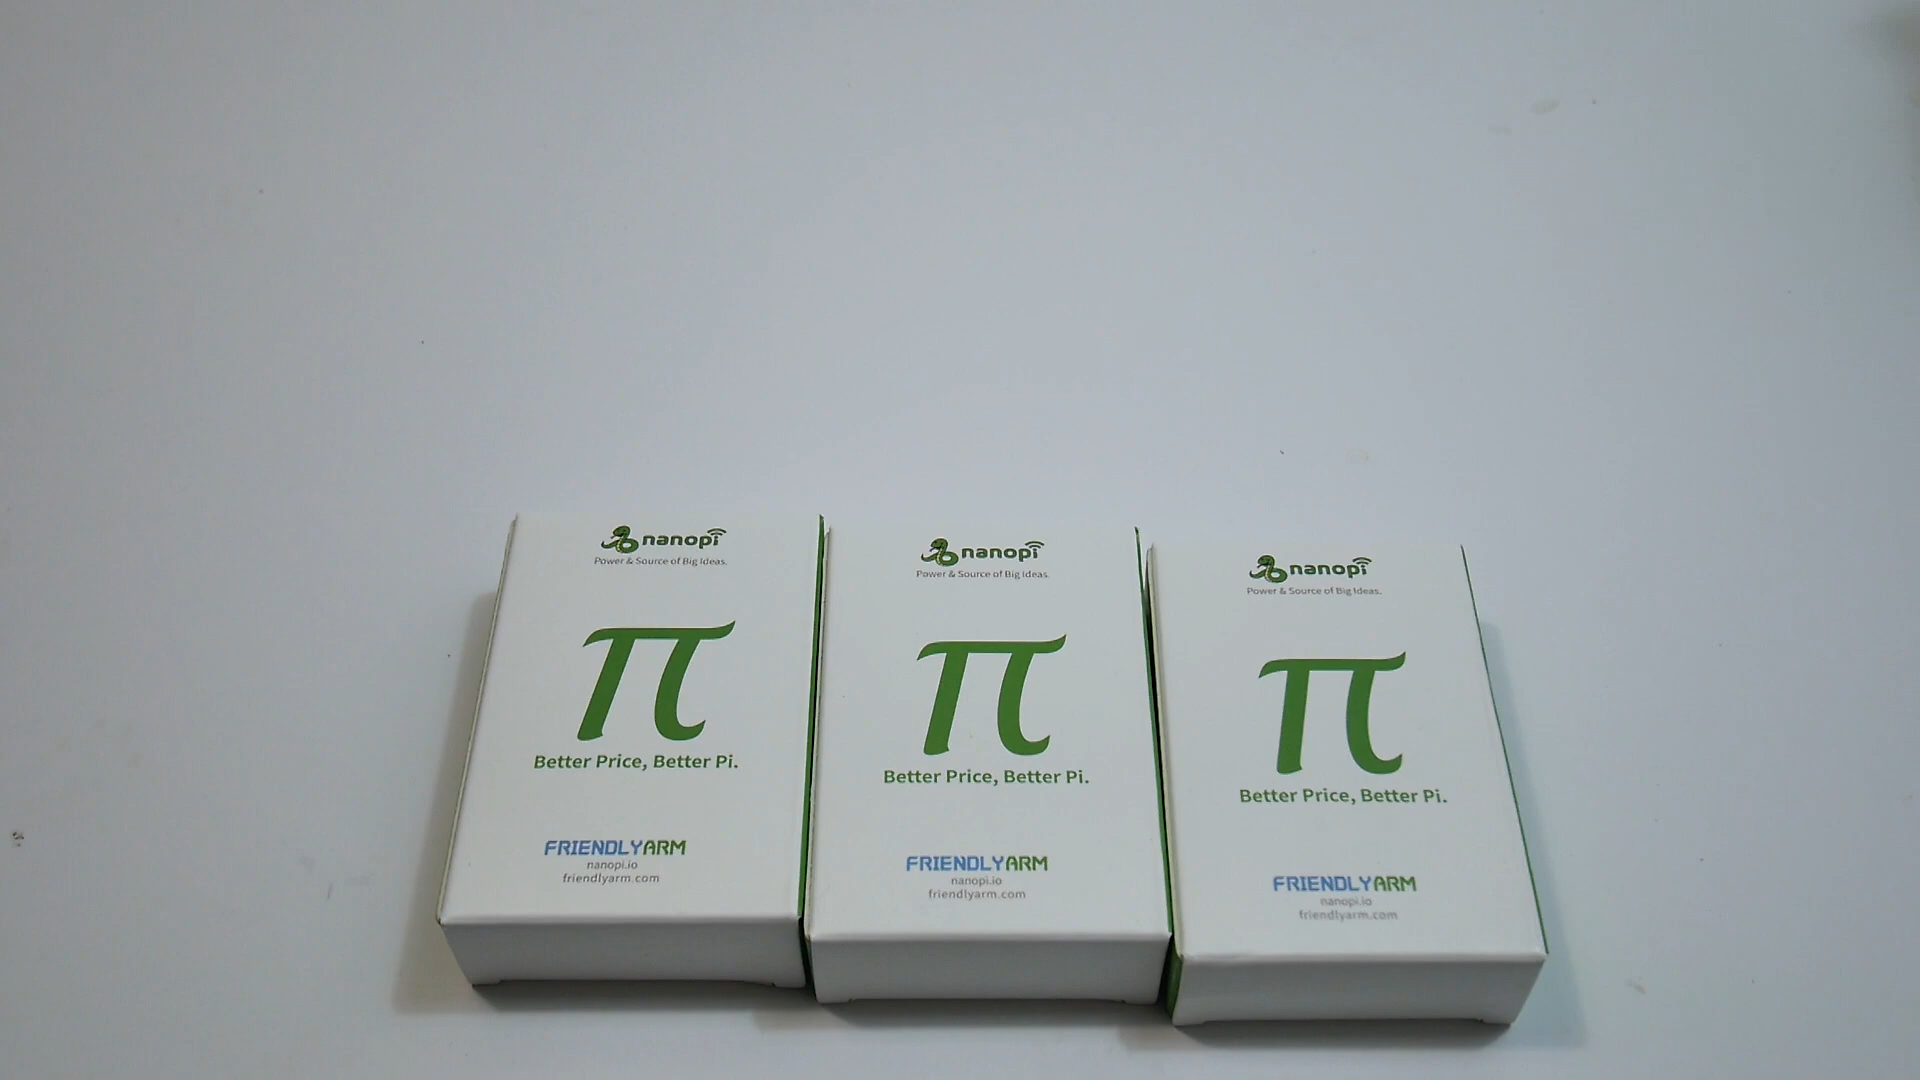 nanopi
Power & Source of Big Ideas.
π
Better Price, Better Pi.
FRIENDLYARM
nanopi.io
friendlyarm.com
nanopi
Power & Source of Big Ideas.
π
Better Price, Better Pi.
FRIENDLYARM
nanopi.io
friendlyarm.com
nanopi
Power & Source of Big Ideas.
π
Better Price, Better Pi.
FRIENDLYARM
nanopi.io
friendlyarm.com